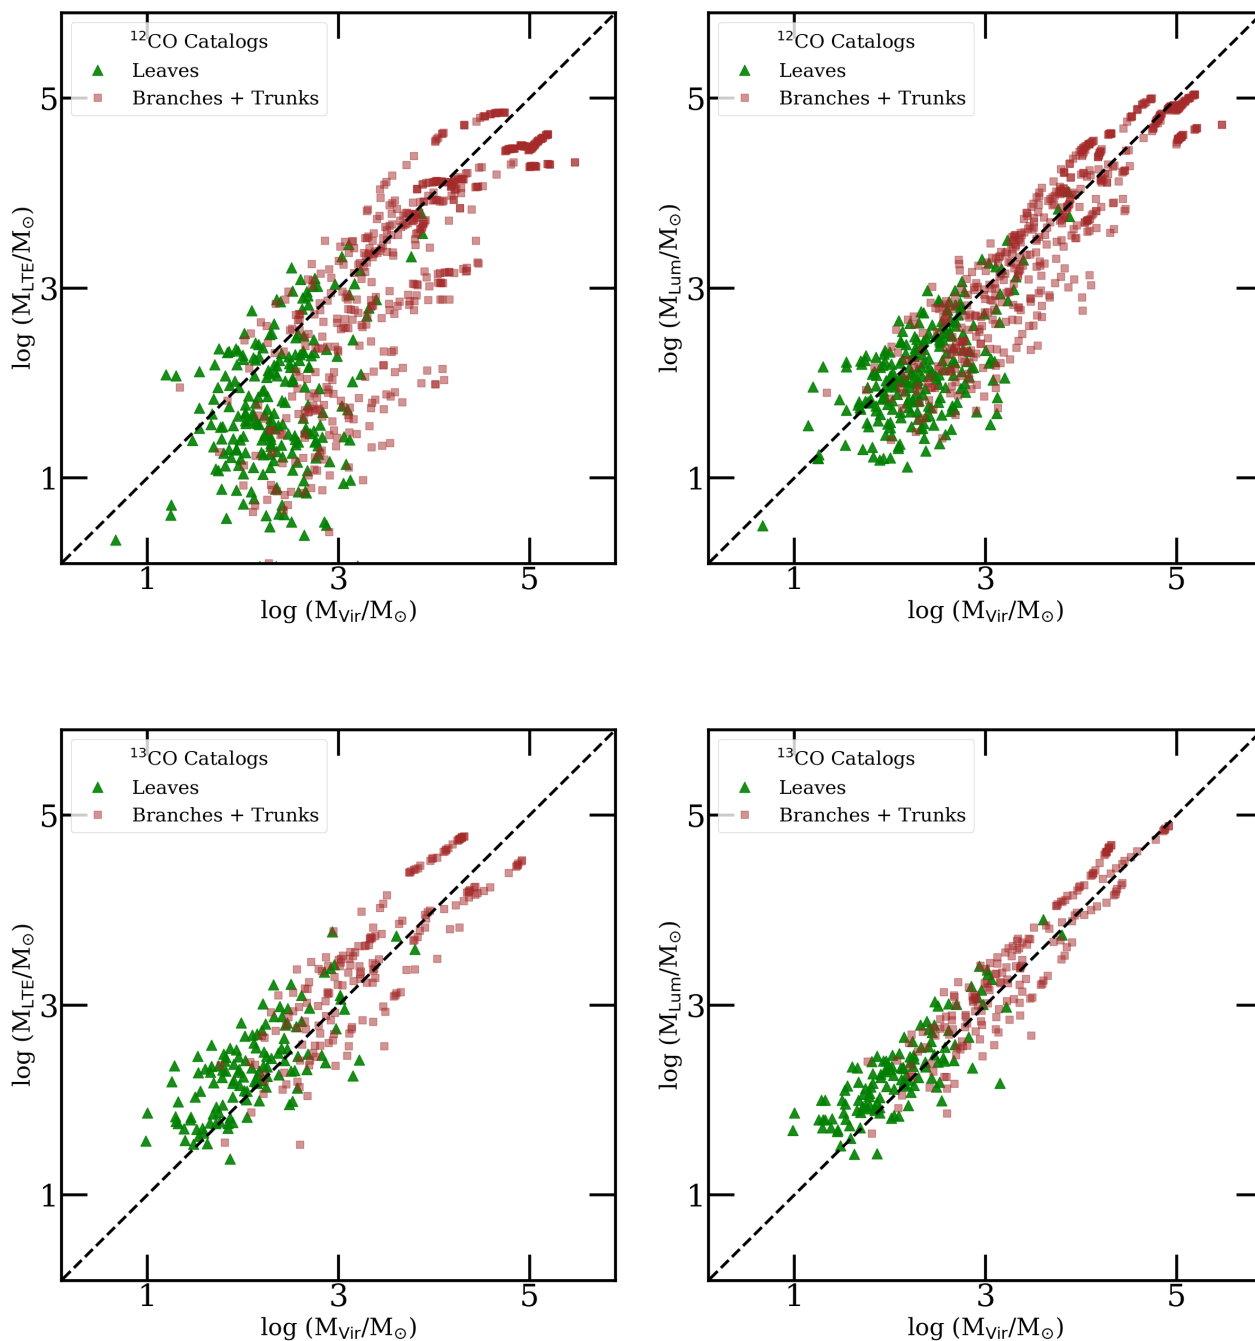 ¹²CO Catalogs
Leaves
Branches + Trunks
5
3
1
log (M_LTE/M_⊙)
1 3 5
log (M_Vir/M_⊙)
¹²CO Catalogs
Leaves
Branches + Trunks
5
3
1
log (M_Lum/M_⊙)
1 3 5
log (M_Vir/M_⊙)
¹³CO Catalogs
Leaves
Branches + Trunks
5
3
1
log (M_LTE/M_⊙)
1 3 5
log (M_Vir/M_⊙)
¹³CO Catalogs
Leaves
Branches + Trunks
5
3
1
log (M_Lum/M_⊙)
1 3 5
log (M_Vir/M_⊙)